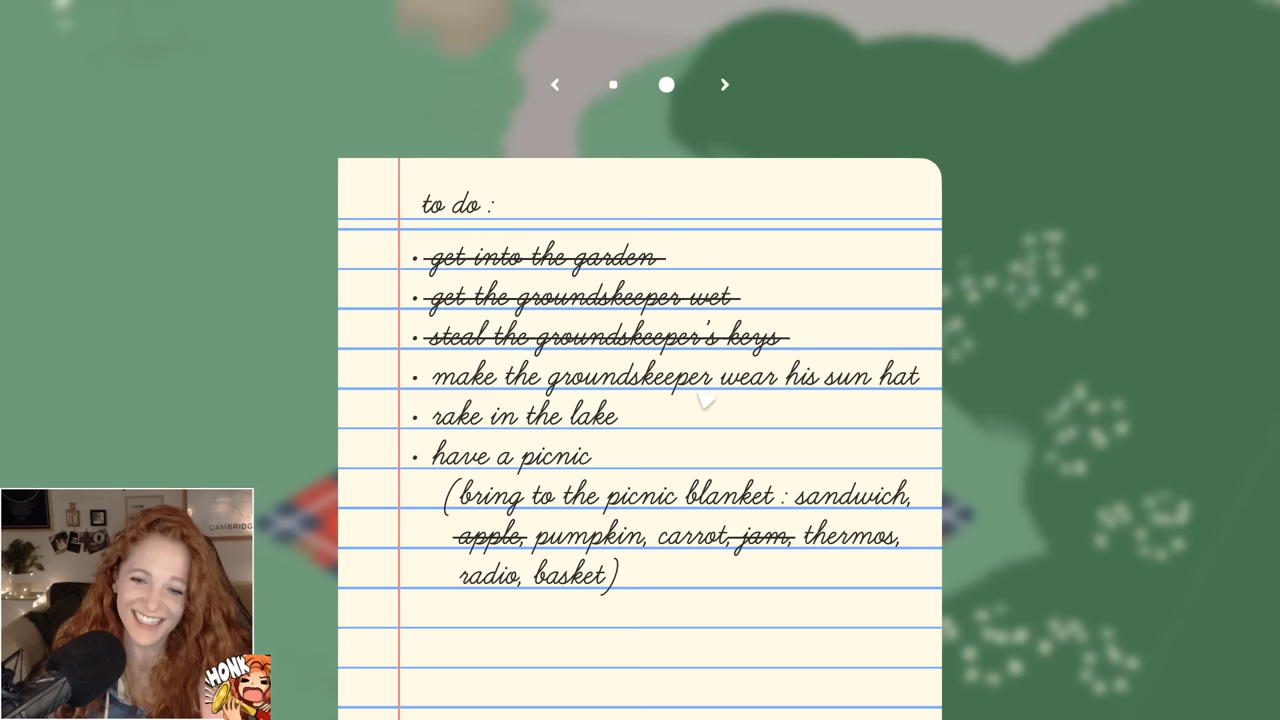 to do :
• get into the garden
• get the groundskeeper wet
• steal the groundskeeper's keys
• make the groundskeeper wear his sun hat
• rake in the lake
• have a picnic
(bring to the picnic blanket : sandwich,
apple, pumpkin, carrot, jam, thermos,
radio, basket)
CAMBRIDG
HONK